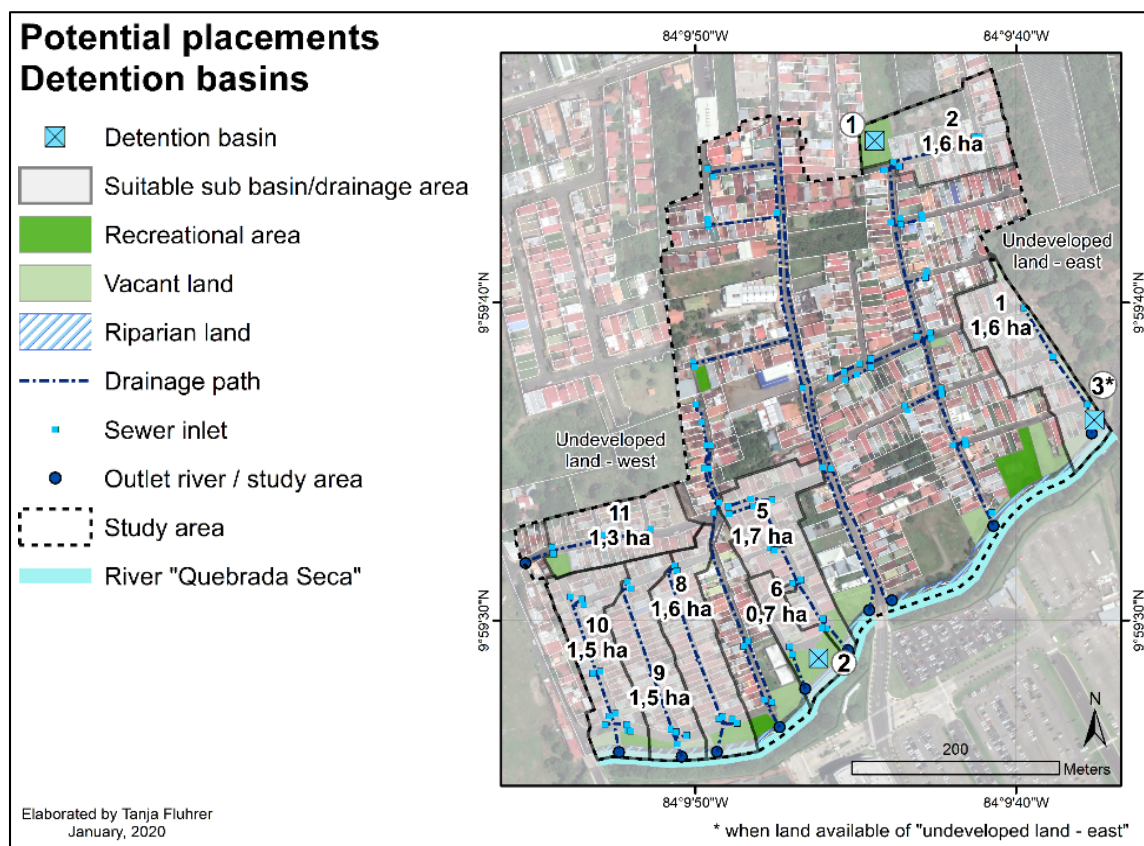 Potential placements
Detention basins
Detention basin
Suitable sub basin/drainage area
Recreational area
Vacant land
Riparian land
Drainage path
Sewer inlet
Outlet river / study area
Study area
River "Quebrada Seca"
Elaborated by Tanja Fluhrer
January, 2020
84°9'50"W
84°9'40"W
1
2
1,6 ha
Undeveloped
land - east
9°59'40"N
9°59'40"N
1
1,6 ha
3*
Undeveloped
land - west
11
1,3 ha
5
1,7 ha
8
1,6 ha
6
0,7 ha
10
1,5 ha
9
1,5 ha
2
9°59'30"N
9°59'30"N
N
200
Meters
84°9'50"W
84°9'40"W
* when land available of "undeveloped land - east"